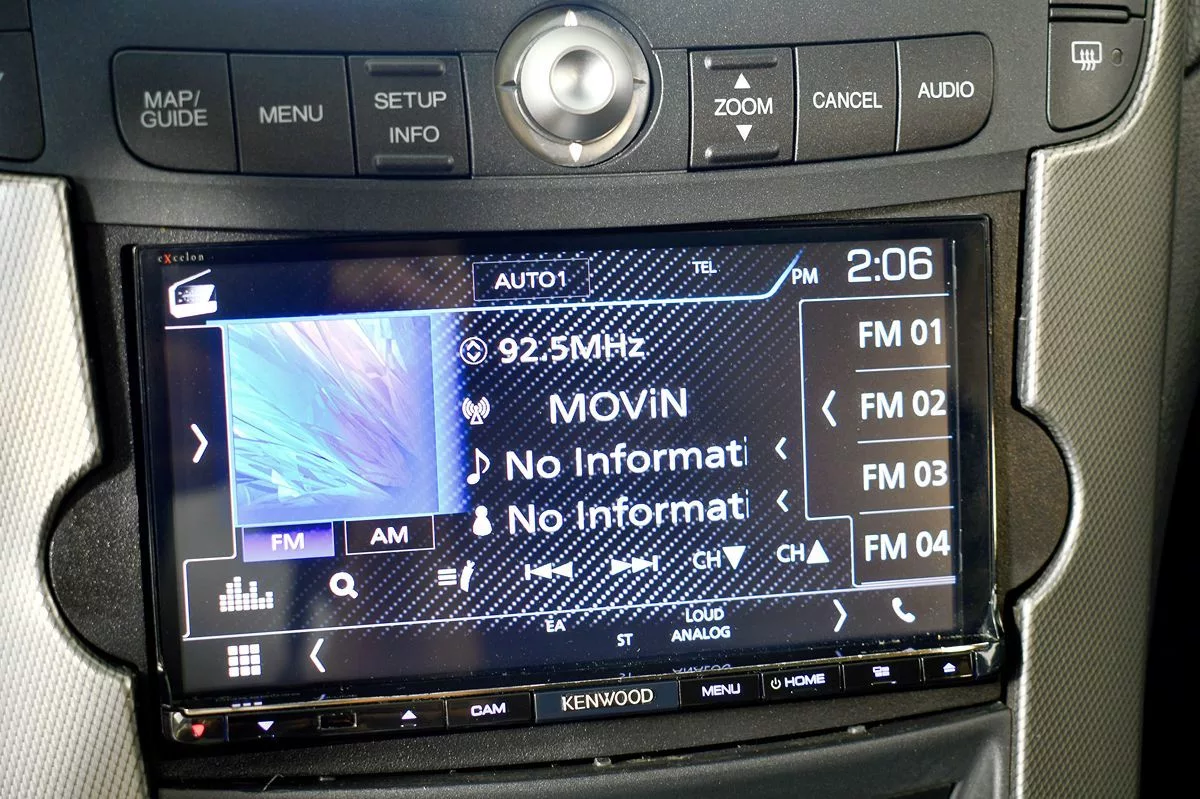 MAP/
GUIDE
MENU
SETUP
INFO
ZOOM
CANCEL
AUDIO
eXcelon
AUTO1
TEL
PM 2:06
92.5MHz
MOViN
No Informati
No Informati
FM 01
FM 02
FM 03
FM 04
FM
AM
CH▼
CH▲
EA
ST
LOUD
ANALOG
CAM
KENWOOD
MENU
HOME